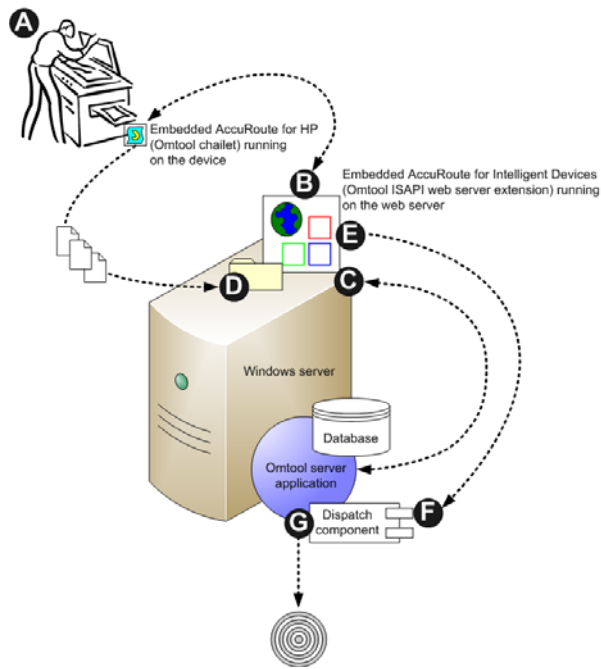 A
Embedded AccuRoute for HP
(Omtool chailet) running
on the device
B
Embedded AccuRoute for Intelligent Devices
(Omtool ISAPI web server extension) running
on the web server
E
D
C
Windows server
Database
Omtool server
application
G
Dispatch
component
F